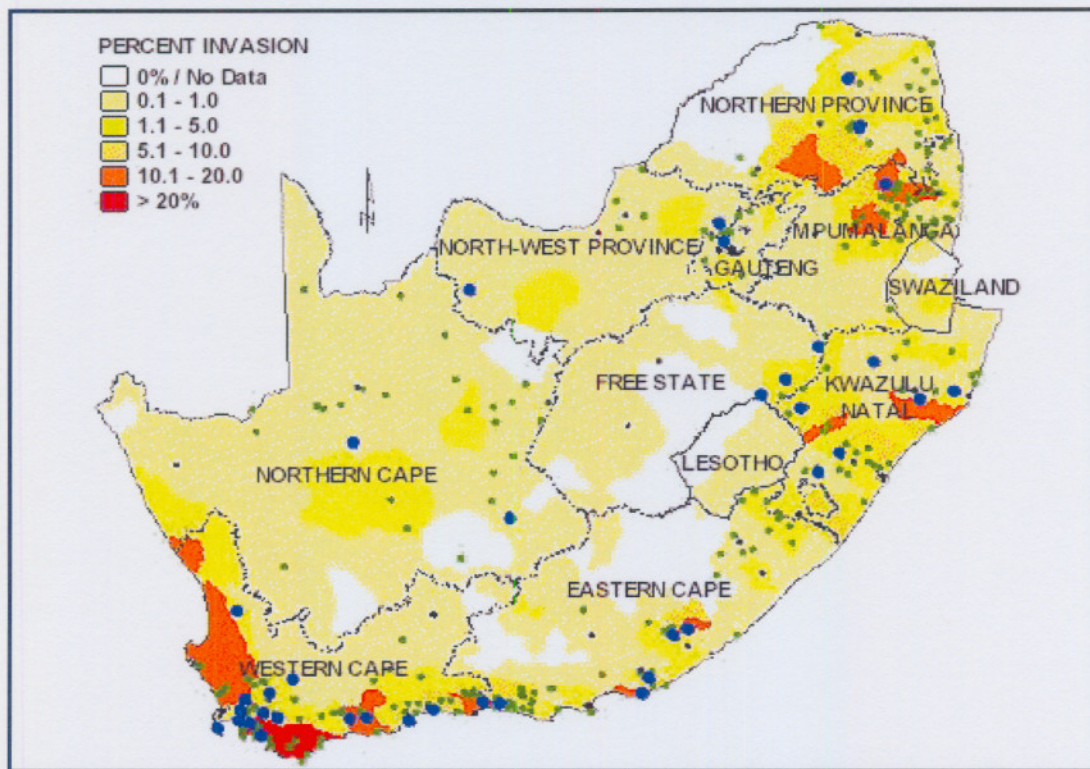 PERCENT INVASION
0% / No Data
0.1 - 1.0
1.1 - 5.0
5.1 - 10.0
10.1 - 20.0
> 20%
NORTHERN PROVINCE
MPUMALANGA
NORTH-WEST PROVINCE
GAUTENG
SWAZILAND
FREE STATE
KWAZULU
NATAL
LESOTHO
NORTHERN CAPE
EASTERN CAPE
WESTERN CAPE